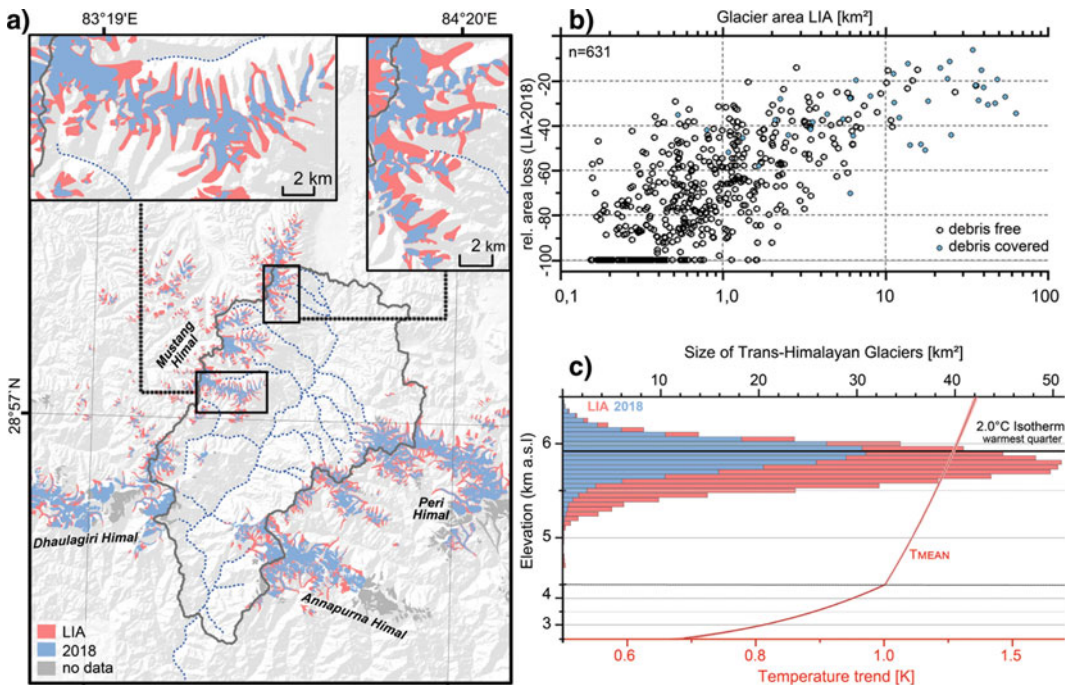 a)
83°19'E
84°20'E
28°57' N
2 km
2 km
Mustang
Himal
Dhaulagiri Himal
Peri
Himal
Annapurna Himal
LIA
2018
no data
b)
Glacier area LIA [km²]
n=631
rel. area loss (LIA-2018)
-20
-40
-60
-80
-100
debris free
debris covered
0,1
1,0
10
100
c)
Size of Trans-Himalayan Glaciers [km²]
10
20
30
40
50
LIA 2018
2.0°C Isotherm
warmest quarter
Elevation (km a.s.l)
6
5
4
3
TMEAN
0.6
0.8
1.0
1.5
Temperature trend [K]